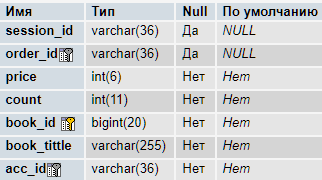 Имя Тип Null По умолчанию
session_id varchar(36) Да NULL
order_id varchar(36) Да NULL
price int(6) Нет Нет
count int(11) Нет Нет
book_id bigint(20) Нет Нет
book_tittle varchar(255) Нет Нет
acc_id varchar(36) Нет Нет